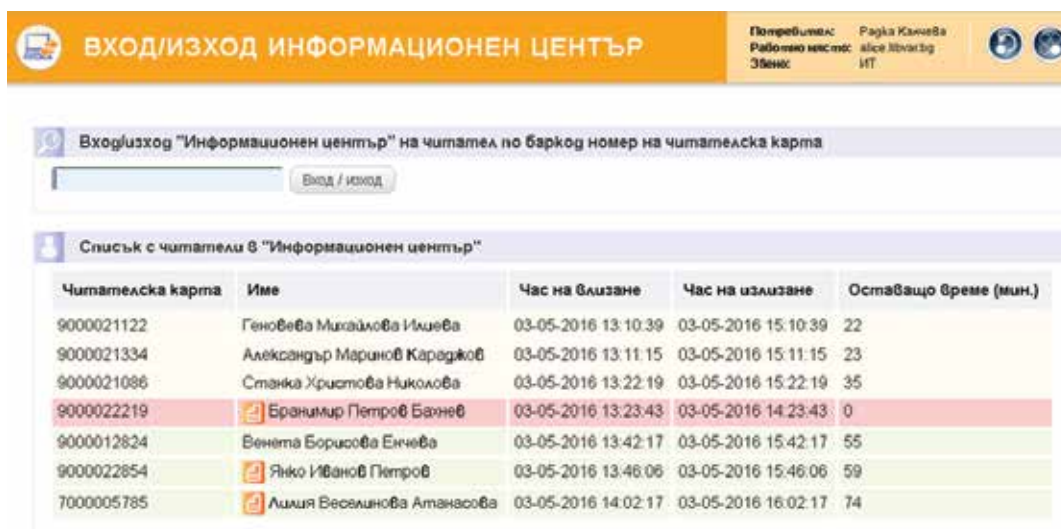 ВХОД/ИЗХОД ИНФОРМАЦИОНЕН ЦЕНТЪР
Потребител: Радка Калчева
Работно място: alice.libvar.bg
Звено: ИТ
Вход/изход "Информационен център" на читател по баркод номер на читателска карта
Вход / изход
Списък с читатели в "Информационен център"
Читателска карта Име Час на влизане Час на излизане Оставащо време (мин.)
9000021122 Геновева Михайлова Илиева 03-05-2016 13:10:39 03-05-2016 15:10:39 22
9000021334 Александър Маринов Караджов 03-05-2016 13:11:15 03-05-2016 15:11:15 23
9000021086 Станка Христова Николова 03-05-2016 13:22:19 03-05-2016 15:22:19 35
9000022219 Бранимир Петров Бахнев 03-05-2016 13:23:43 03-05-2016 14:23:43 0
9000012824 Венета Борисова Енчева 03-05-2016 13:42:17 03-05-2016 15:42:17 55
9000022854 Янко Иванов Петров 03-05-2016 13:46:06 03-05-2016 15:46:06 59
7000005785 Лилия Веселинова Атанасова 03-05-2016 14:02:17 03-05-2016 16:02:17 74